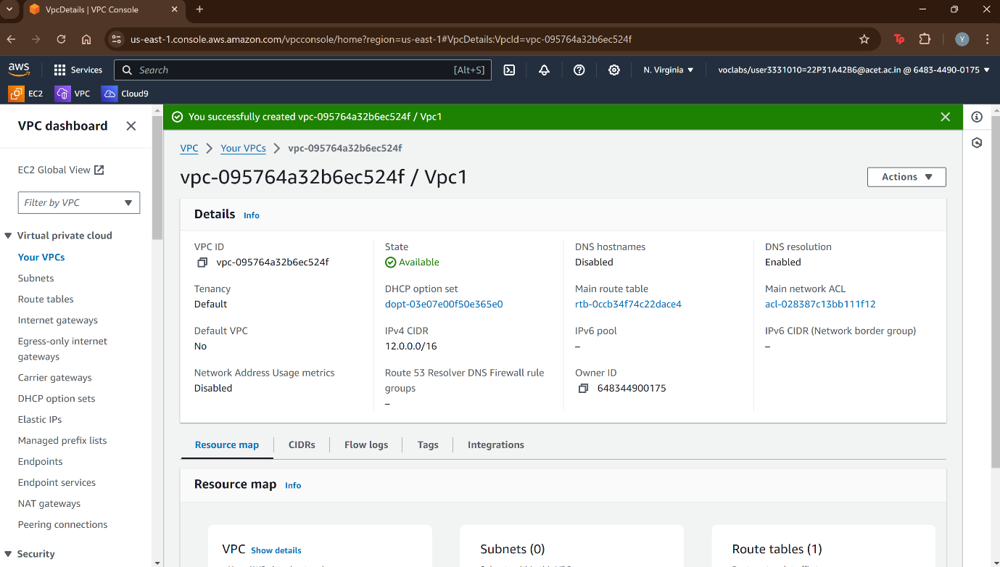 VpcDetails | VPC Console
us-east-1.console.aws.amazon.com/vpcconsole/home?region=us-east-1#VpcDetails:VpcId=vpc-095764a32b6ec524f
Tp
Y
aws
Services
Search
[Alt+S]
N. Virginia
voclabs/user3331010=22P31A42B6@acet.ac.in @ 6483-4490-0175
EC2
VPC
Cloud9
VPC dashboard
EC2 Global View
Filter by VPC
Virtual private cloud
Your VPCs
Subnets
Route tables
Internet gateways
Egress-only internet
gateways
Carrier gateways
DHCP option sets
Elastic IPs
Managed prefix lists
Endpoints
Endpoint services
NAT gateways
Peering connections
Security
You successfully created vpc-095764a32b6ec524f / Vpc1
VPC > Your VPCs > vpc-095764a32b6ec524f
vpc-095764a32b6ec524f / Vpc1
Actions
Details Info
VPC ID
vpc-095764a32b6ec524f
State
Available
DNS hostnames
Disabled
DNS resolution
Enabled
Tenancy
Default
DHCP option set
dopt-03e07e00f50e365e0
Main route table
rtb-0ccb34f74c22dace4
Main network ACL
acl-028387c13bb111f12
Default VPC
No
IPv4 CIDR
12.0.0.0/16
IPv6 pool
–
IPv6 CIDR (Network border group)
–
Network Address Usage metrics
Disabled
Route 53 Resolver DNS Firewall rule
groups
–
Owner ID
648344900175
Resource map
CIDRs
Flow logs
Tags
Integrations
Resource map Info
VPC Show details
Subnets (0)
Route tables (1)